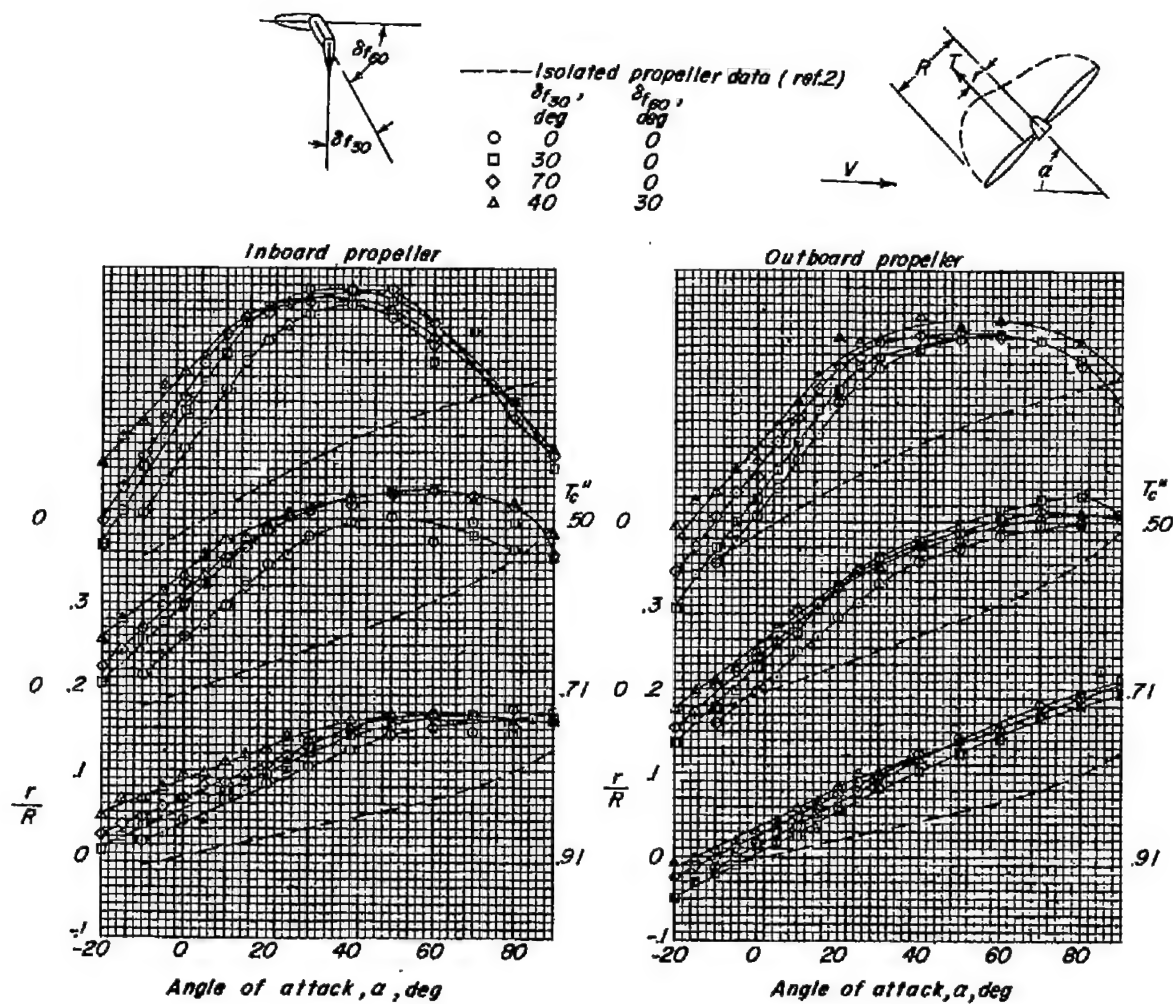 δf60
δf30
Isolated propeller data (ref.2)
δf30, δf60,
deg deg
0 0
30 0
70 0
40 30
R
T
r
V
α
Inboard propeller
Outboard propeller
Tc"
Tc"
0 .50
0 .50
.3
.3
0 .2 .71
0 .2 .71
.1
.1
r/R
r/R
0 .91
0 .91
-.1
-.1
-20 0 20 40 60 80
-20 0 20 40 60 80
Angle of attack, α, deg
Angle of attack, α, deg